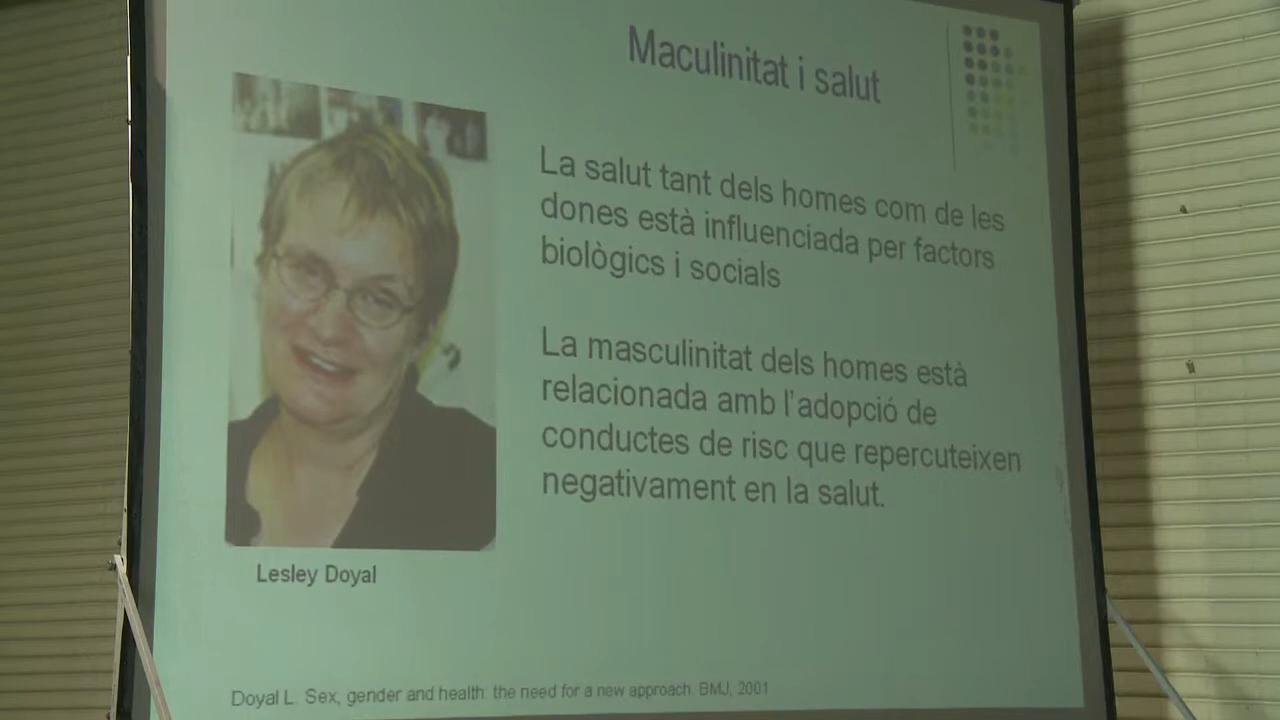 Maculinitat i salut
La salut tant dels homes com de les
dones està influenciada per factors
biològics i socials
La masculinitat dels homes està
relacionada amb l'adopció de
conductes de risc que repercuteixen
negativament en la salut.
Lesley Doyal
Doyal L. Sex, gender and health: the need for a new approach. BMJ, 2001